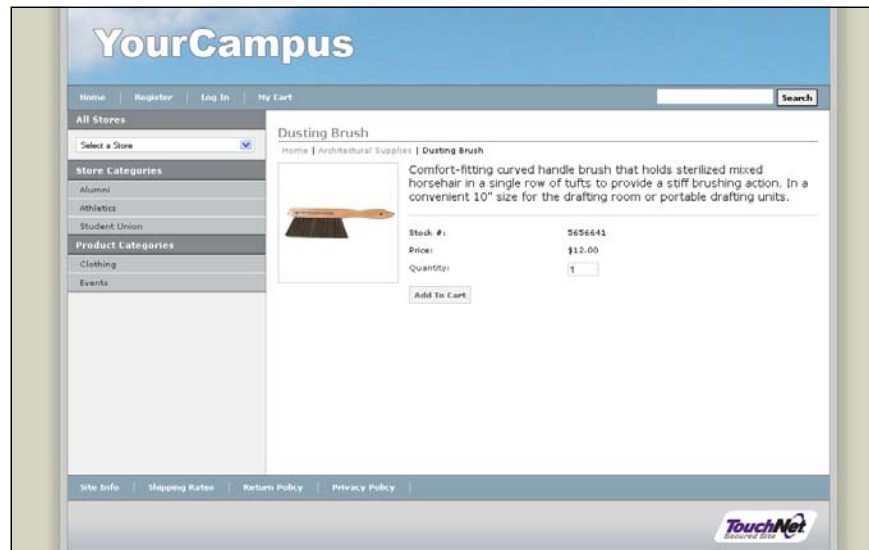 YourCampus
Home | Register | Log In | My Cart
Search
All Stores
Select a Store
Store Categories
Alumni
Athletics
Student Union
Product Categories
Clothing
Events
Dusting Brush
Home | Architectural Supplies | Dusting Brush
Comfort-fitting curved handle brush that holds sterilized mixed
horsehair in a single row of tufts to provide a stiff brushing action. In a
convenient 10" size for the drafting room or portable drafting units.
Stock #: 5656641
Price: $12.00
Quantity: 1
Add To Cart
Site Info | Shipping Rates | Return Policy | Privacy Policy |
TouchNet
Secured Site